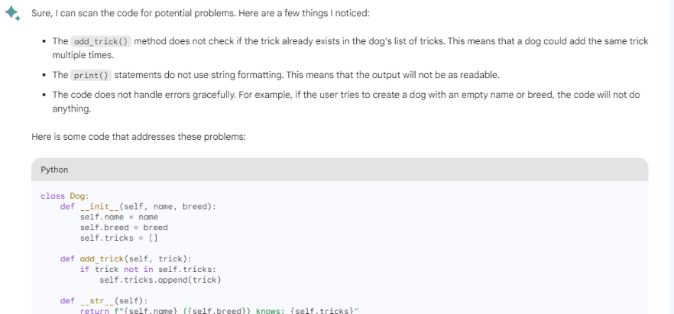 Sure, I can scan the code for potential problems. Here are a few things I noticed:
• The add_trick() method does not check if the trick already exists in the dog's list of tricks. This means that a dog could add the same trick
multiple times.
• The print() statements do not use string formatting. This means that the output will not be as readable.
• The code does not handle errors gracefully. For example, if the user tries to create a dog with an empty name or breed, the code will not do
anything.
Here is some code that addresses these problems:
Python
class Dog:
    def __init__(self, name, breed):
        self.name = name
        self.breed = breed
        self.tricks = []
    def add_trick(self, trick):
        if trick not in self.tricks:
            self.tricks.append(trick)
    def __str__(self):
        return f"{self.name} ({self.breed}) knows: {self.tricks}"